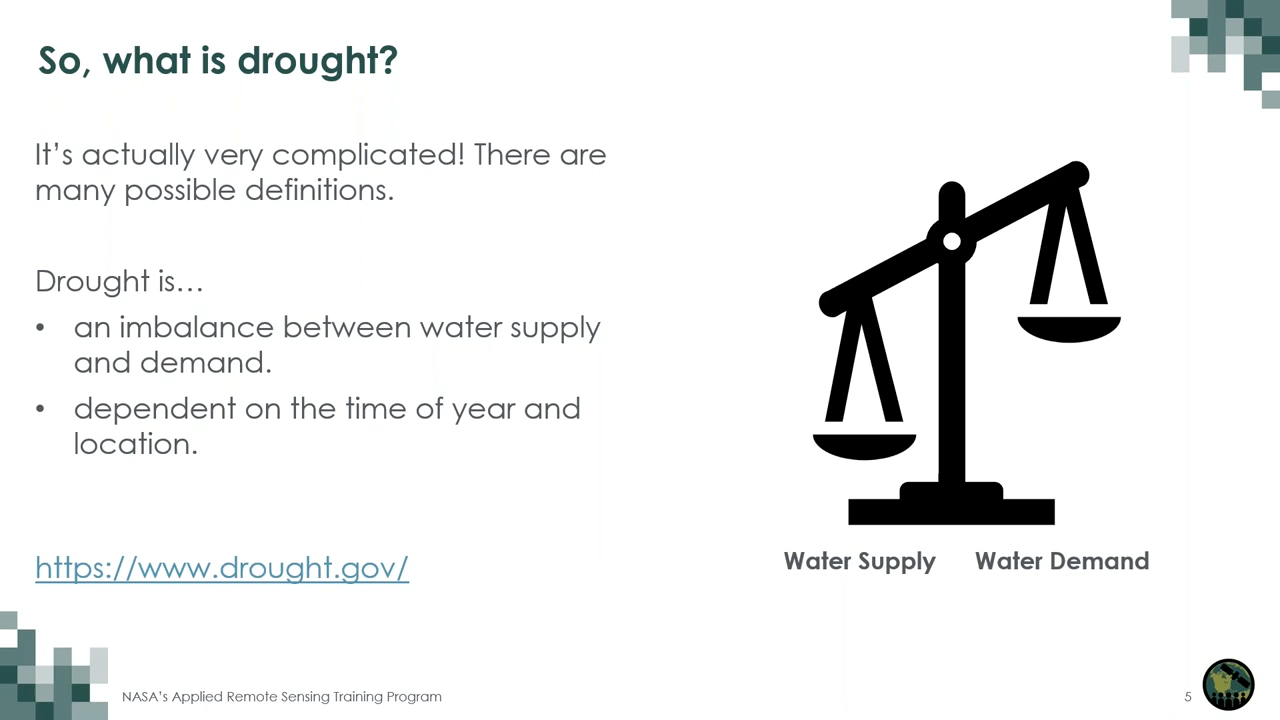 So, what is drought?
It’s actually very complicated! There are
many possible definitions.
Drought is…
• an imbalance between water supply
and demand.
• dependent on the time of year and
location.
https://www.drought.gov/
Water Supply Water Demand
NASA’s Applied Remote Sensing Training Program
5